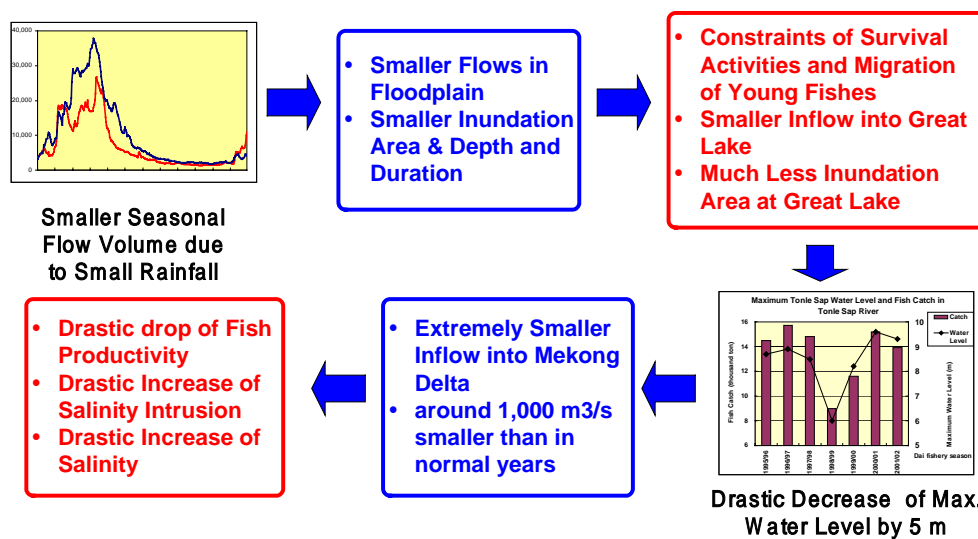 40,000
30,000
20,000
10,000
0
Smaller Seasonal
Flow Volume due
to Small Rainfall
• Smaller Flows in
Floodplain
• Smaller Inundation
Area & Depth and
Duration
• Constraints of Survival
Activities and Migration
of Young Fishes
• Smaller Inflow into Great
Lake
• Much Less Inundation
Area at Great Lake
Maximum Tonle Sap Water Level and Fish Catch in
Tonle Sap River
Catch
Water
Level
Fish Catch (thousand ton)
16
14
12
10
8
6
Maximum Water Level (m)
10
9
8
7
6
5
1995/96
1996/97
1997/98
1998/99
1999/00
2000/01
2001/02
Dai fishery season
Drastic Decrease of Max.
Water Level by 5 m
• Extremely Smaller
Inflow into Mekong
Delta
• around 1,000 m3/s
smaller than in
normal years
• Drastic drop of Fish
Productivity
• Drastic Increase of
Salinity Intrusion
• Drastic Increase of
Salinity